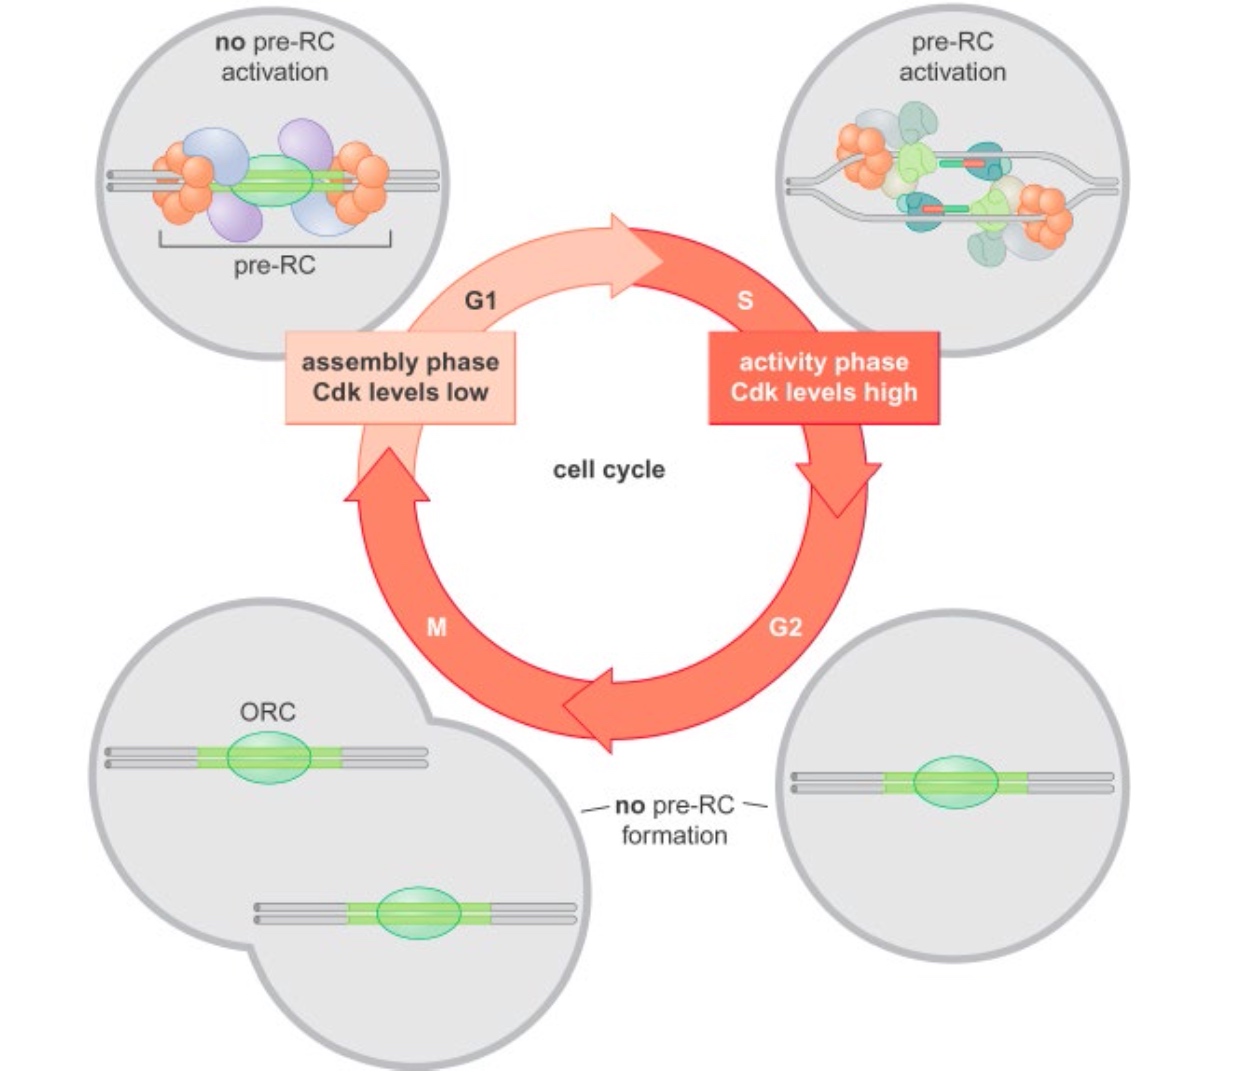 no pre-RC
activation
pre-RC
pre-RC
activation
G1
S
assembly phase
Cdk levels low
activity phase
Cdk levels high
cell cycle
M
G2
ORC
no pre-RC
formation